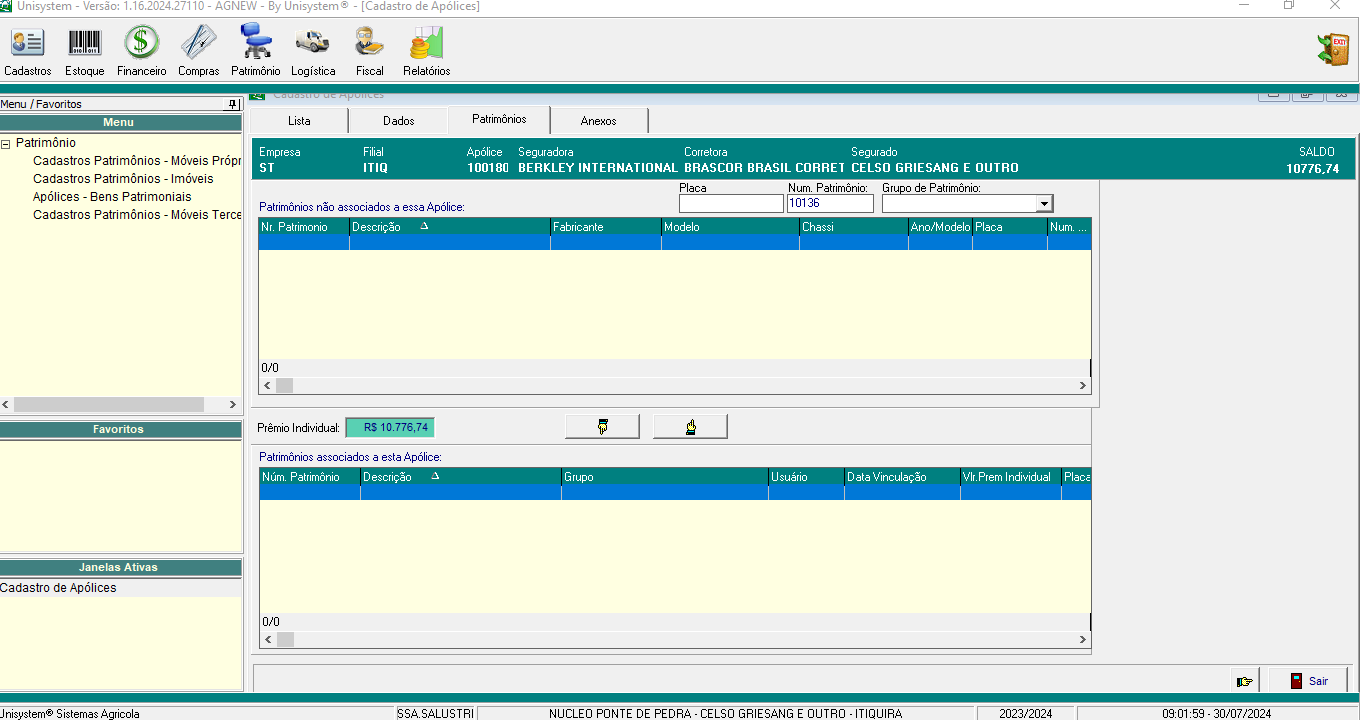 Unisystem - Versão: 1.16.2024.27110 - AGNEW - By Unisystem® - [Cadastro de Apólices]
Cadastros Estoque Financeiro Compras Patrimônio Logística Fiscal Relatórios
EXIT
Menu / Favoritos
Menu
Patrimônio
Cadastros Patrimônios - Móveis Própr
Cadastros Patrimônios - Imóveis
Apólices - Bens Patrimoniais
Cadastros Patrimônios - Móveis Terce
Favoritos
Janelas Ativas
Cadastro de Apólices
Cadastro de Apólices
Lista Dados Patrimônios Anexos
Empresa Filial Apólice Seguradora Corretora Segurado SALDO
ST ITIQ 100180 BERKLEY INTERNATIONAL BRASCOR BRASIL CORRET CELSO GRIESANG E OUTRO 10776,74
Placa Num. Patrimônio: Grupo de Patrimônio:
Patrimônios não associados a essa Apólice: 10136
Nr. Patrimonio Descrição Fabricante Modelo Chassi Ano/Modelo Placa Num. ...
0/0
Prêmio Individual: R$ 10.776,74
Patrimônios associados a esta Apólice:
Núm. Patrimônio Descrição Grupo Usuário Data Vinculação Vlr.Prem Individual Placa
0/0
Sair
Unisystem® Sistemas Agricola SSA.SALUSTRI NUCLEO PONTE DE PEDRA - CELSO GRIESANG E OUTRO - ITIQUIRA 2023/2024 09:01:59 - 30/07/2024